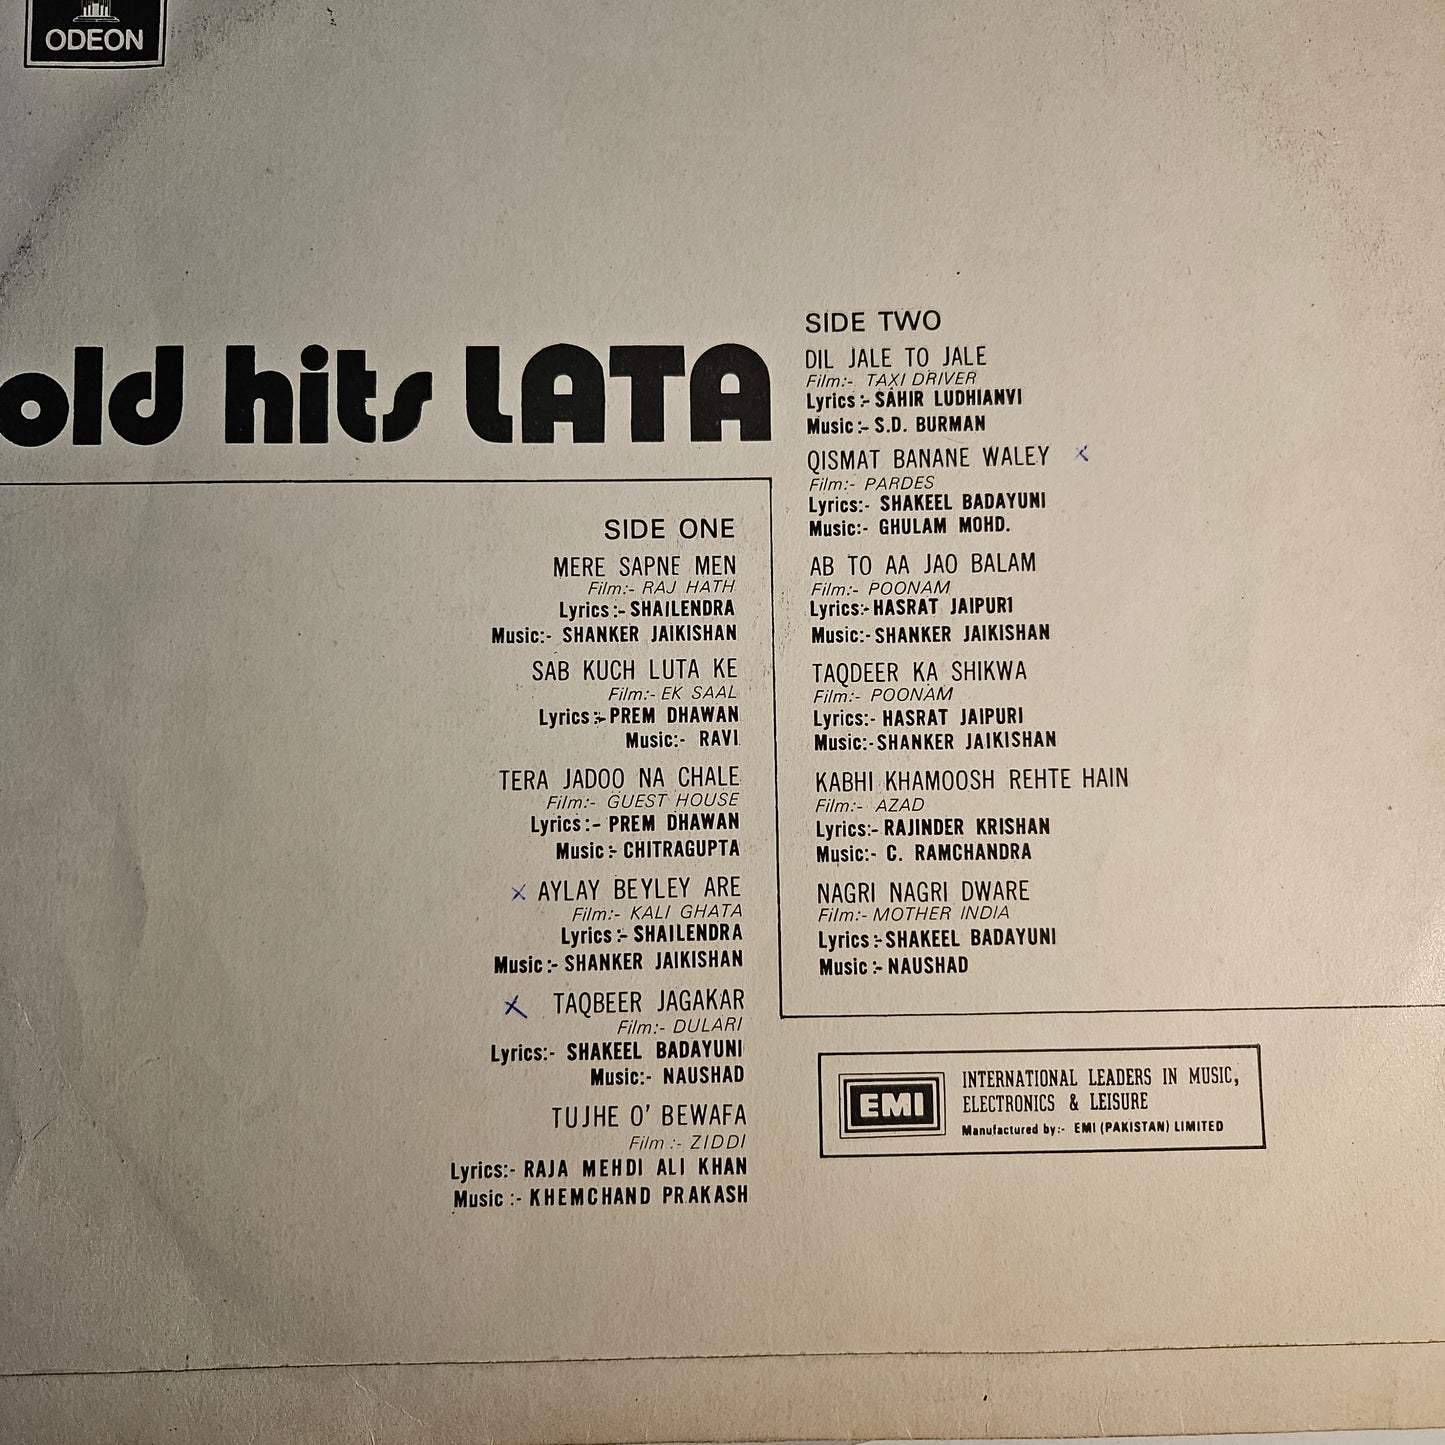 ODEON
old hits LATA
SIDE ONE
MERE SAPNE MEN
Film:- RAJ HATH
Lyrics :- SHAILENDRA
Music:- SHANKER JAIKISHAN
SAB KUCH LUTA KE
Film:- EK SAAL
Lyrics :- PREM DHAWAN
Music:- RAVI
TERA JADOO NA CHALE
Film:- GUEST HOUSE
Lyrics :- PREM DHAWAN
Music :- CHITRAGUPTA
x AYLAY BEYLEY ARE
Film:- KALI GHATA
Lyrics :- SHAILENDRA
Music :- SHANKER JAIKISHAN
x TAQBEER JAGAKAR
Film:- DULARI
Lyrics:- SHAKEEL BADAYUNI
Music:- NAUSHAD
TUJHE O' BEWAFA
Film :- ZIDDI
Lyrics:- RAJA MEHDI ALI KHAN
Music :- KHEMCHAND PRAKASH
SIDE TWO
DIL JALE TO JALE
Film:- TAXI DRIVER
Lyrics :- SAHIR LUDHIANVI
Music :- S.D. BURMAN
QISMAT BANANE WALEY x
Film:- PARDES
Lyrics:- SHAKEEL BADAYUNI
Music:- GHULAM MOHD.
AB TO AA JAO BALAM
Film:- POONAM
Lyrics:- HASRAT JAIPURI
Music:- SHANKER JAIKISHAN
TAQDEER KA SHIKWA
Film:- POONAM
Lyrics:- HASRAT JAIPURI
Music:- SHANKER JAIKISHAN
KABHI KHAMOOSH REHTE HAIN
Film:- AZAD
Lyrics:- RAJINDER KRISHAN
Music:- C. RAMCHANDRA
NAGRI NAGRI DWARE
Film:- MOTHER INDIA
Lyrics :- SHAKEEL BADAYUNI
Music :- NAUSHAD
EMI
INTERNATIONAL LEADERS IN MUSIC,
ELECTRONICS & LEISURE
Manufactured by:- EMI (PAKISTAN) LIMITED